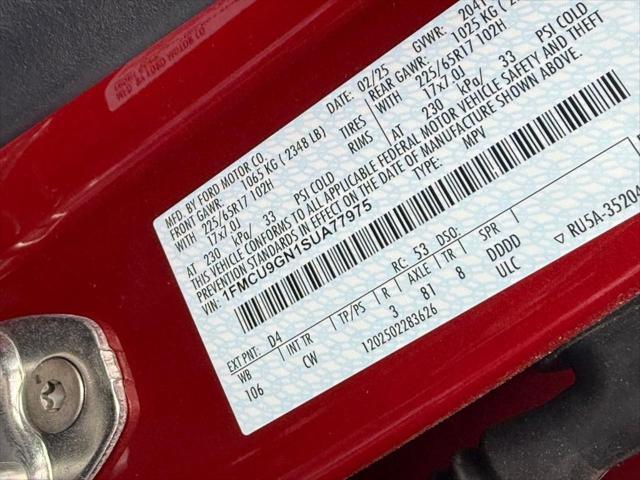 MFD. BY FORD MOTOR CO.
DATE: 02/25
GVWR: 2041
FRONT GAWR: 1065 KG ( 2348 LB)
REAR GAWR: 1025 KG ( 2
WITH 225/65R17 102H TIRES WITH 225/65R17 102H
17x7.0J RIMS 17x7.0J
AT 230 kPa/ 33 PSI COLD AT 230 kPa/ 33 PSI COLD
THIS VEHICLE CONFORMS TO ALL APPLICABLE FEDERAL MOTOR VEHICLE SAFETY AND THEFT
PREVENTION STANDARDS IN EFFECT ON THE DATE OF MANUFACTURE SHOWN ABOVE.
VIN: 1FMCU9GN1SUA77975
TYPE: MPV
EXT PNT: D4 RC: 53 DSO:
WB INT TR TP/PS R AXLE TR SPR
106 CW 3 81 8 DDDD
1202502283626 ULC
▽ RU5A-3520